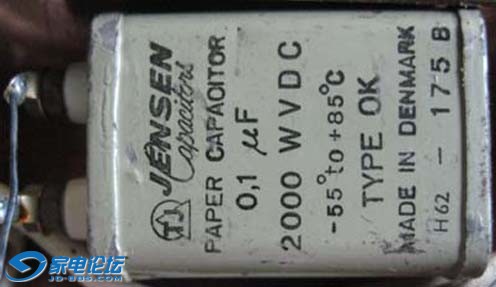 JENSEN
Capacitors
PAPER CAPACITOR
0,1 µF
2000 WVDC
-55° to +85°C
TYPE OK
MADE IN DENMARK
H62 - 175 B
家电论坛
JD-BBS.COM